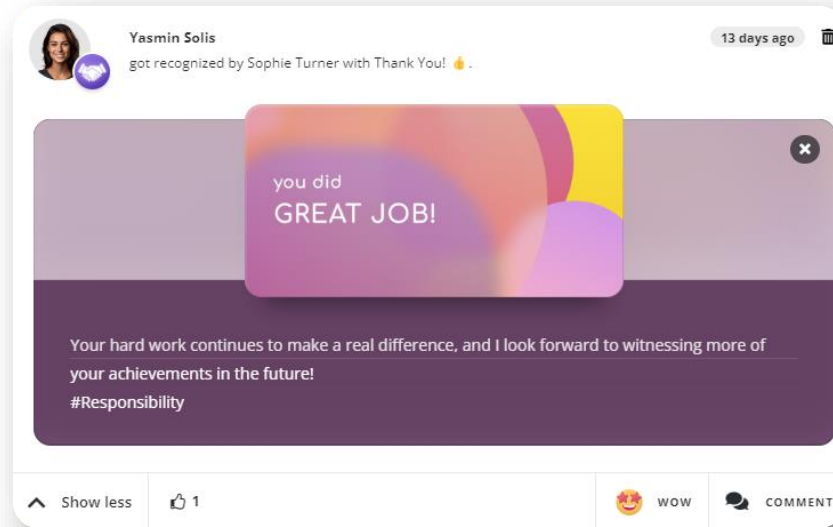 Yasmin Solis
13 days ago
got recognized by Sophie Turner with Thank You! 👍 .
you did
GREAT JOB!
Your hard work continues to make a real difference, and I look forward to witnessing more of
your achievements in the future!
#Responsibility
Show less
1
WOW
COMMENT